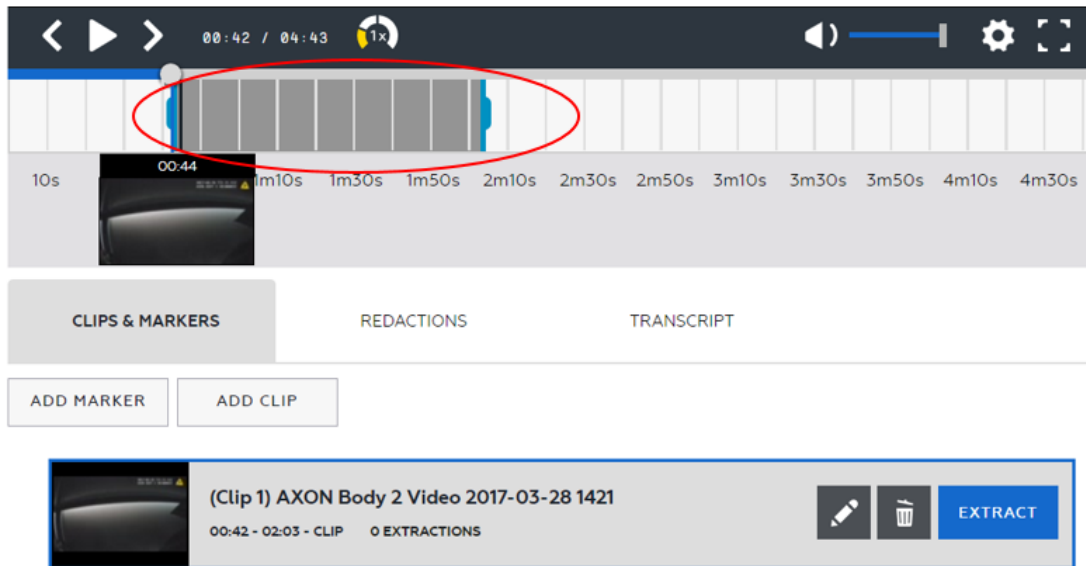 00:42 / 04:43 1x
00:44
10s 1m10s 1m30s 1m50s 2m10s 2m30s 2m50s 3m10s 3m30s 3m50s 4m10s 4m30s
CLIPS & MARKERS REDACTIONS TRANSCRIPT
ADD MARKER ADD CLIP
(Clip 1) AXON Body 2 Video 2017-03-28 1421
00:42 - 02:03 - CLIP 0 EXTRACTIONS
EXTRACT